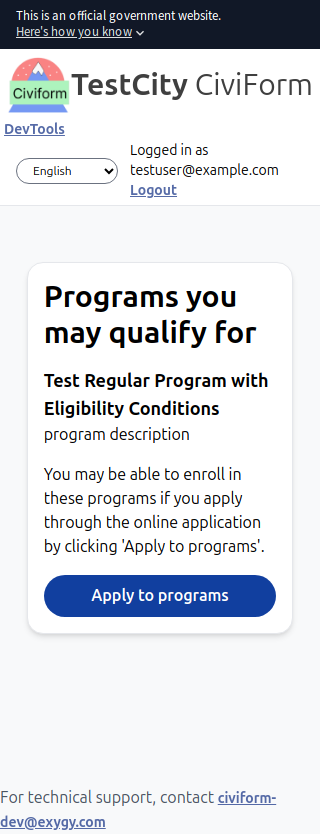 This is an official government website.
Here's how you know
Civiform
TestCity CiviForm
DevTools
Logged in as
English
testuser@example.com
Logout
Programs you
may qualify for
Test Regular Program with
Eligibility Conditions
program description
You may be able to enroll in
these programs if you apply
through the online application
by clicking 'Apply to programs'.
Apply to programs
For technical support, contact civiform-
dev@exygy.com